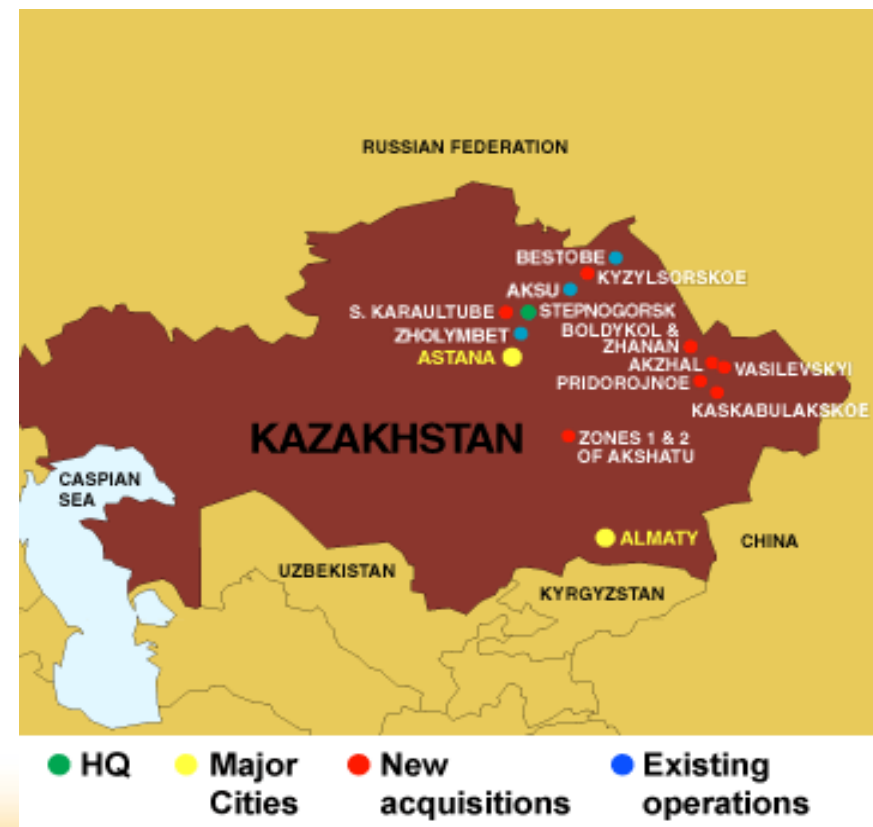 RUSSIAN FEDERATION
BESTOBE
KYZYLSORSKOE
AKSU
S. KARAULTUBE
STEPNOGORSK
ZHOLYMBET
BOLDYKOL &
ZHANAN
ASTANA
AKZHAL
VASILEVSKYI
PRIDOROJNOE
KASKABULAKSKOE
KAZAKHSTAN
ZONES 1 & 2
OF AKSHATU
CASPIAN
SEA
ALMATY
CHINA
UZBEKISTAN
KYRGYZSTAN
HQ
Major
Cities
New
acquisitions
Existing
operations